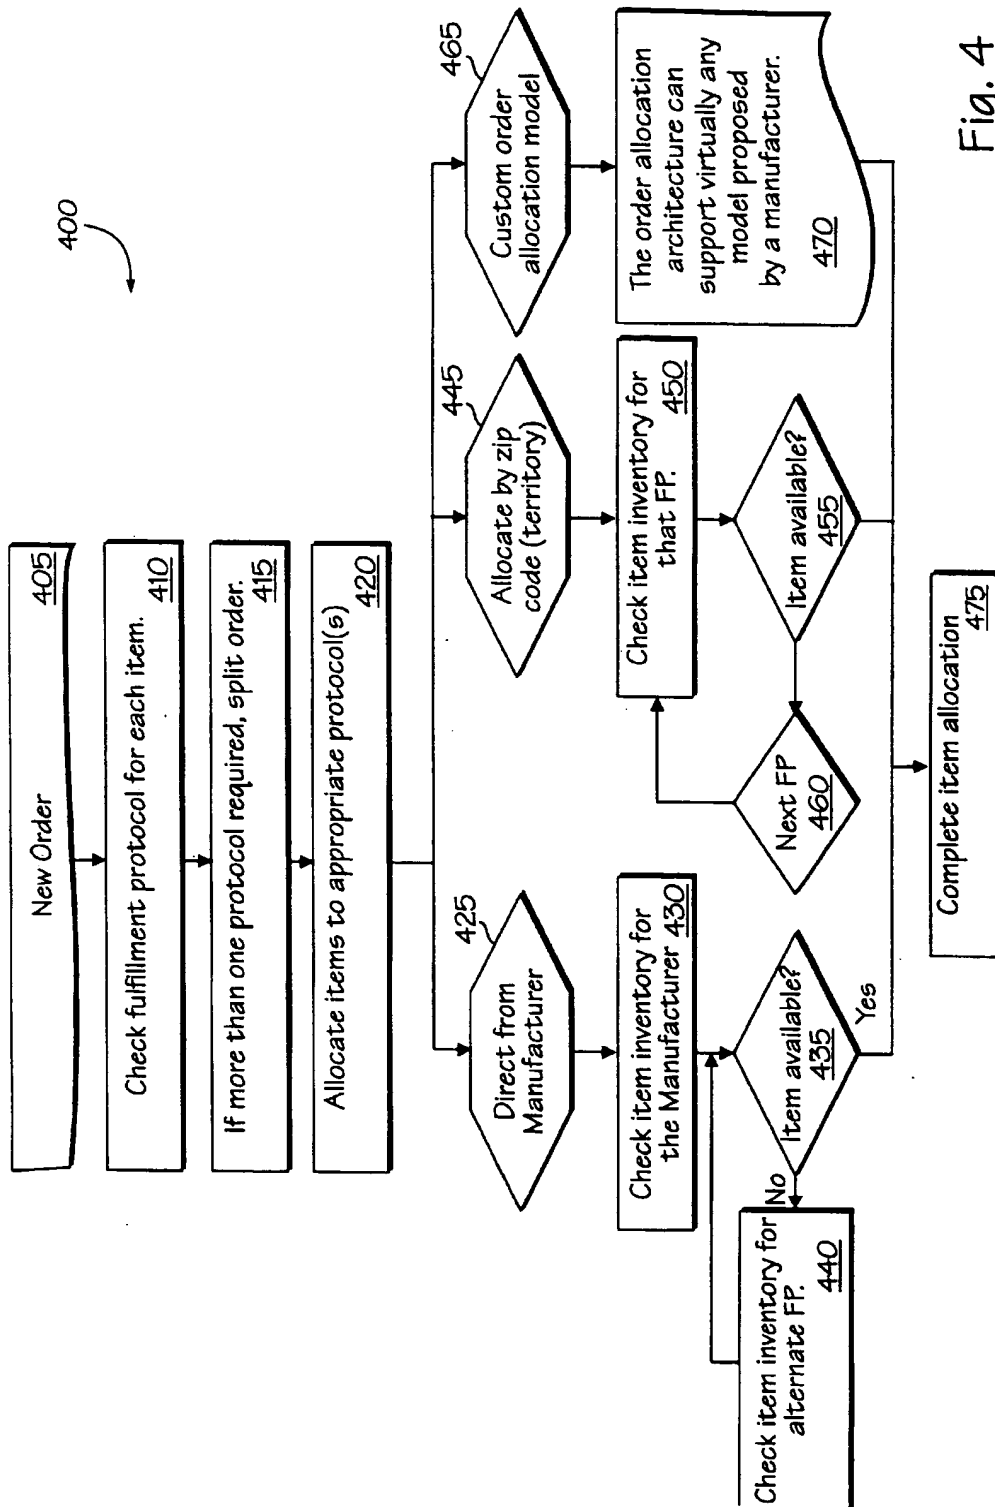 400
New Order
405
Check fulfillment protocol for each item.
410
If more than one protocol required, split order.
415
Allocate items to appropriate protocol(s)
420
425
Direct from
Manufacturer
Check item inventory for
the Manufacturer 430
Item available?
435
Yes
No
Check item inventory for
alternate FP.
440
445
Allocate by zip
code (territory)
Check item inventory for
that FP.
450
Item available?
455
Next FP
460
465
Custom order
allocation model
The order allocation
architecture can
support virtually any
model proposed
by a manufacturer.
470
Complete item allocation
475
Fig. 4